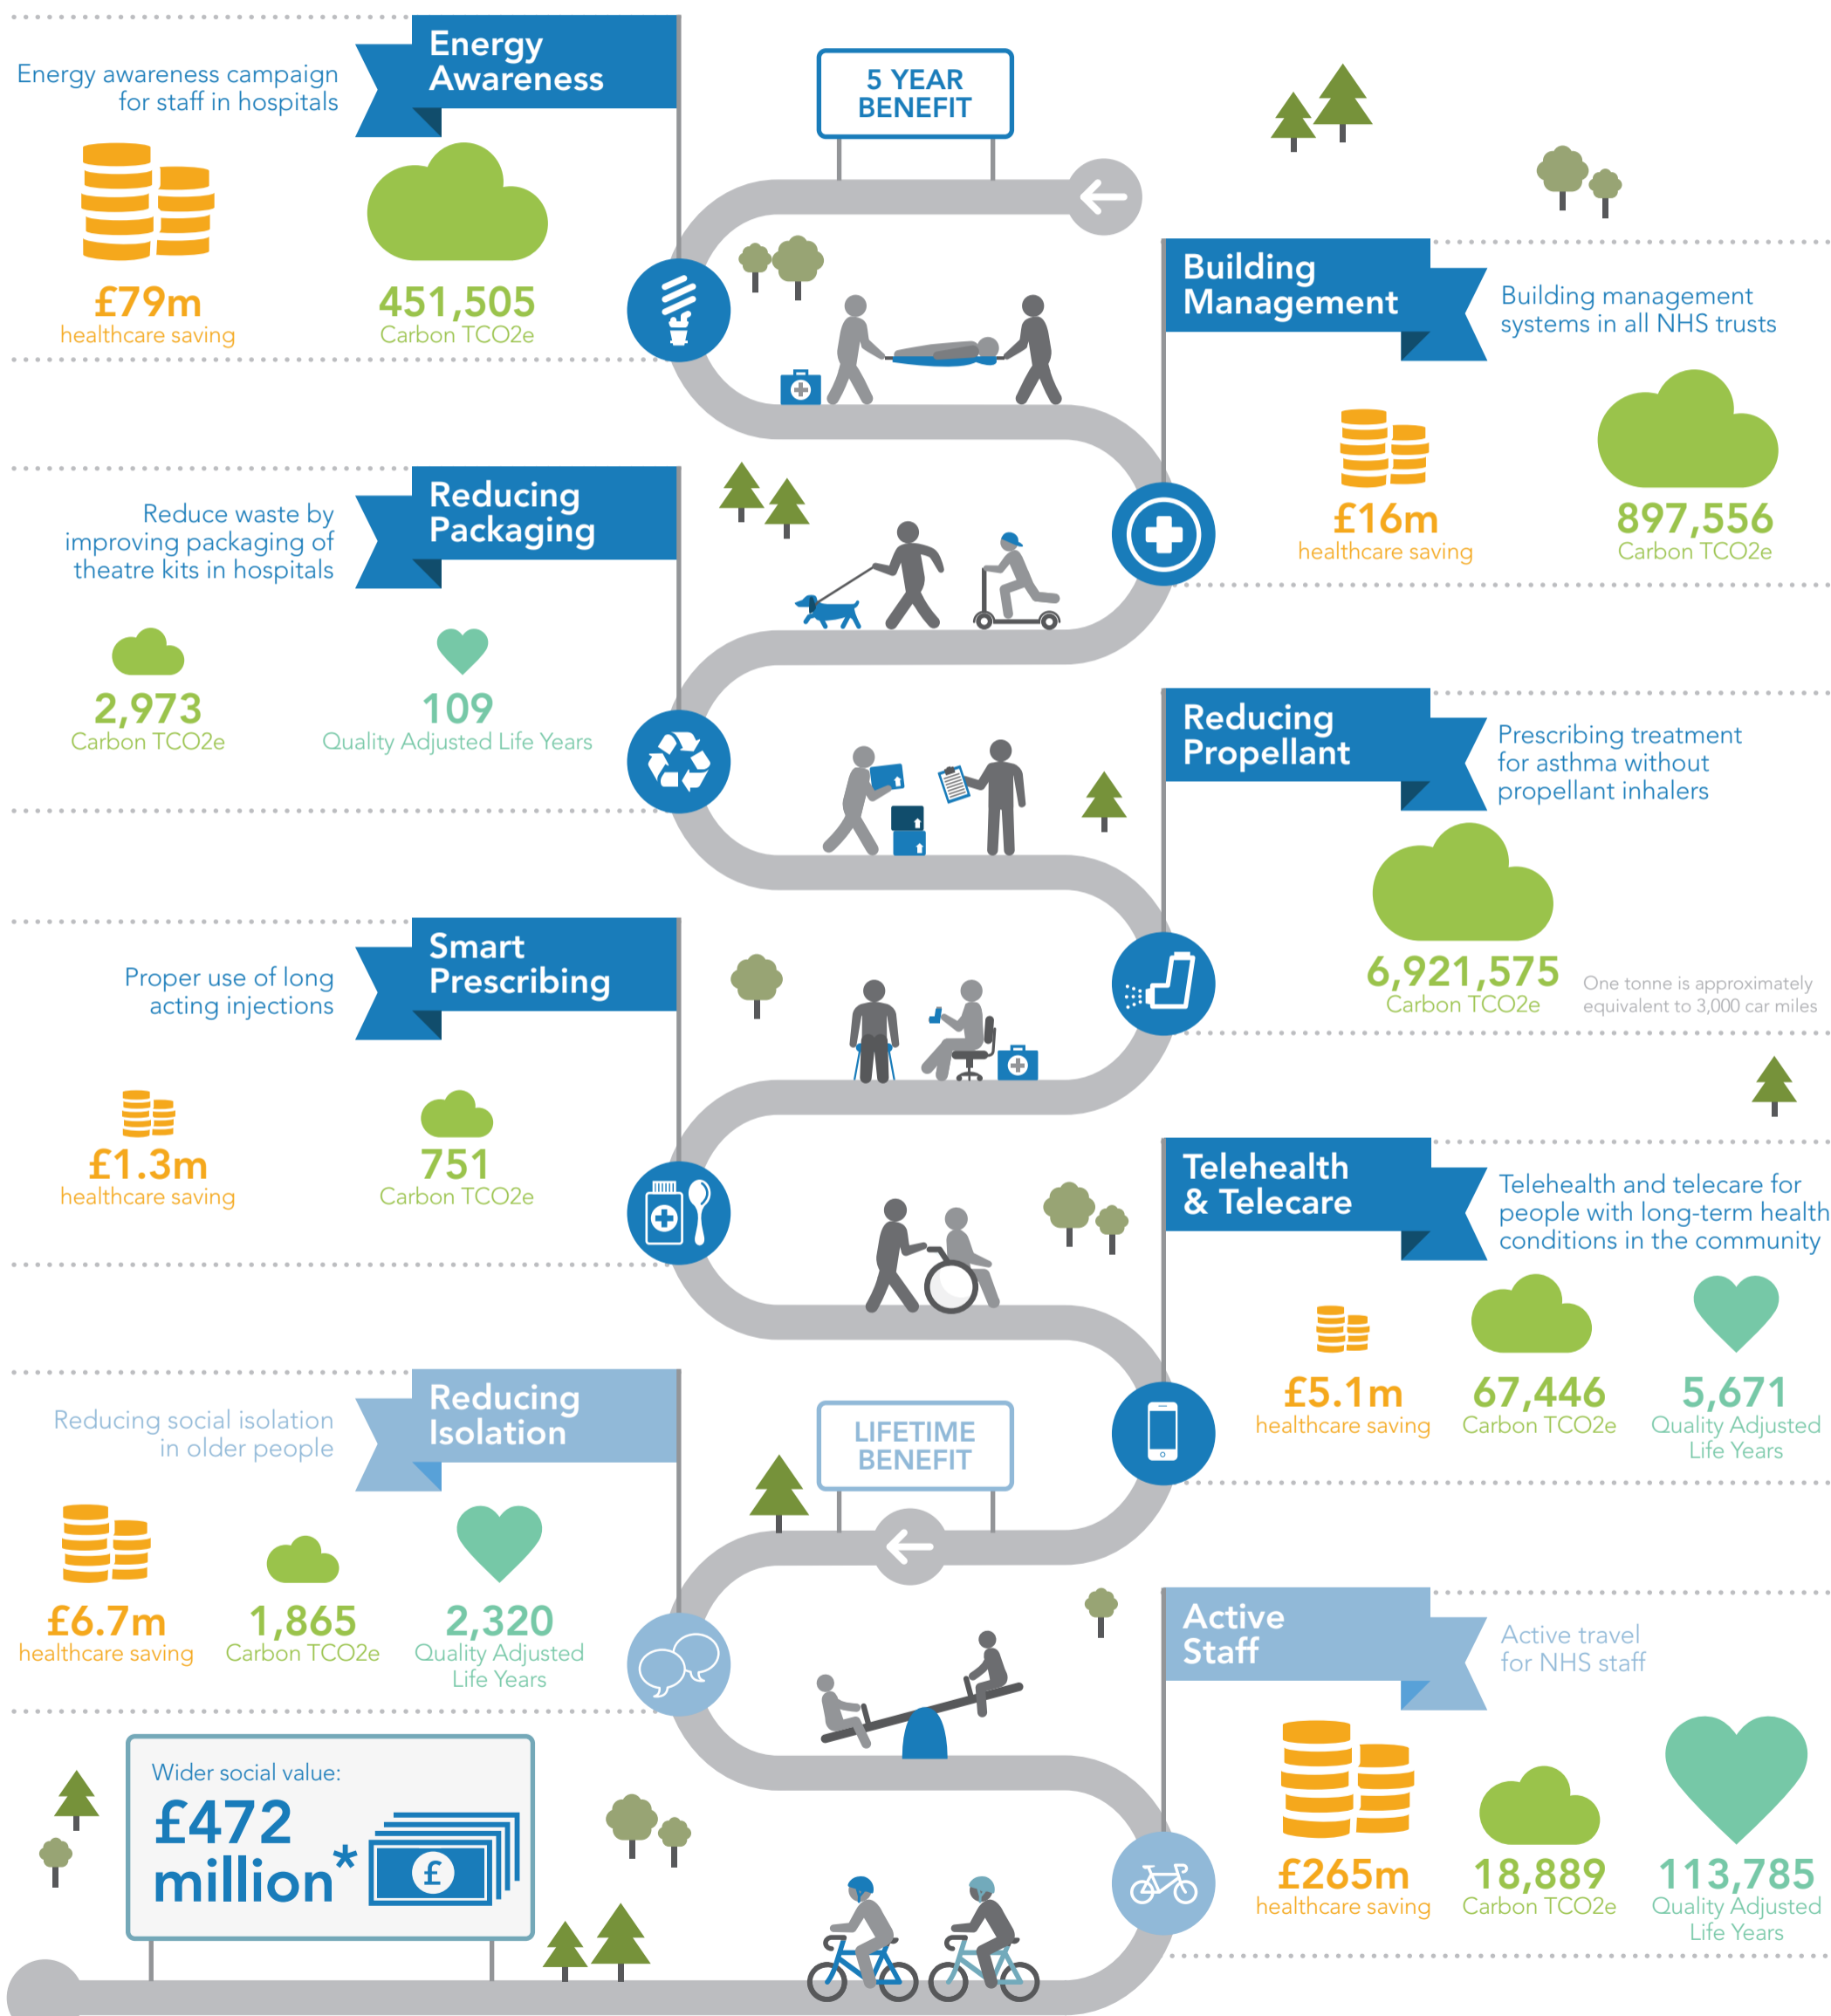 Energy
Awareness
Energy awareness campaign
for staff in hospitals
£79m
healthcare saving
451,505
Carbon TCO2e
5 YEAR
BENEFIT
Building
Management
Building management
systems in all NHS trusts
£16m
healthcare saving
897,556
Carbon TCO2e
Reducing
Packaging
Reduce waste by
improving packaging of
theatre kits in hospitals
2,973
Carbon TCO2e
109
Quality Adjusted Life Years
Reducing
Propellant
Prescribing treatment
for asthma without
propellant inhalers
6,921,575
Carbon TCO2e
One tonne is approximately
equivalent to 3,000 car miles
Smart
Prescribing
Proper use of long
acting injections
£1.3m
healthcare saving
751
Carbon TCO2e
Telehealth
& Telecare
Telehealth and telecare for
people with long-term health
conditions in the community
£5.1m
healthcare saving
67,446
Carbon TCO2e
5,671
Quality Adjusted
Life Years
Reducing
Isolation
Reducing social isolation
in older people
£6.7m
healthcare saving
1,865
Carbon TCO2e
2,320
Quality Adjusted
Life Years
LIFETIME
BENEFIT
Active
Staff
Active travel
for NHS staff
£265m
healthcare saving
18,889
Carbon TCO2e
113,785
Quality Adjusted
Life Years
Wider social value:
£472
million*
£